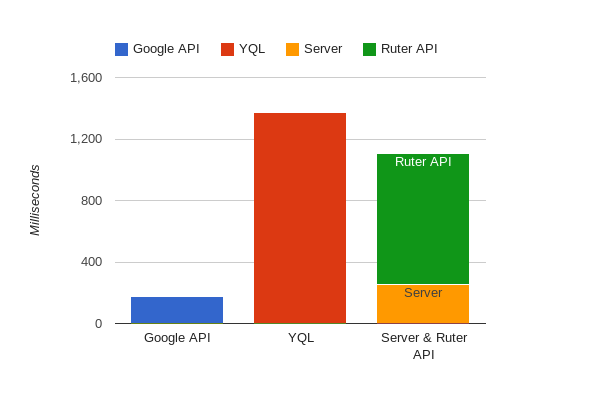 Google API YQL Server Ruter API
1,600
1,200
800
400
0
Milliseconds
Ruter API
Server
Google API YQL Server & Ruter
API